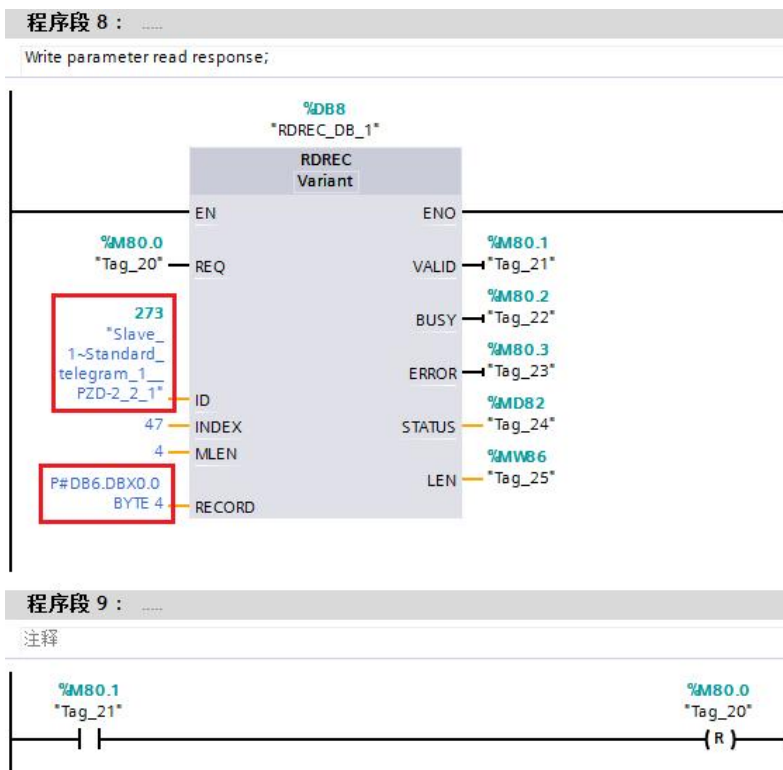 程序段 8： .....
Write parameter read response;
%DB8
"RDREC_DB_1"
RDREC
Variant
EN
ENO
%M80.0
"Tag_20"
REQ
%M80.1
VALID
"Tag_21"
%M80.2
BUSY
"Tag_22"
273
"Slave_
1~Standard_
telegram_1__
PZD-2_2_1"
ID
%M80.3
ERROR
"Tag_23"
47
INDEX
%MD82
STATUS
"Tag_24"
4
MLEN
%MW86
LEN
"Tag_25"
P#DB6.DBX0.0
BYTE 4
RECORD
程序段 9： .....
注释
%M80.1
"Tag_21"
%M80.0
"Tag_20"
R